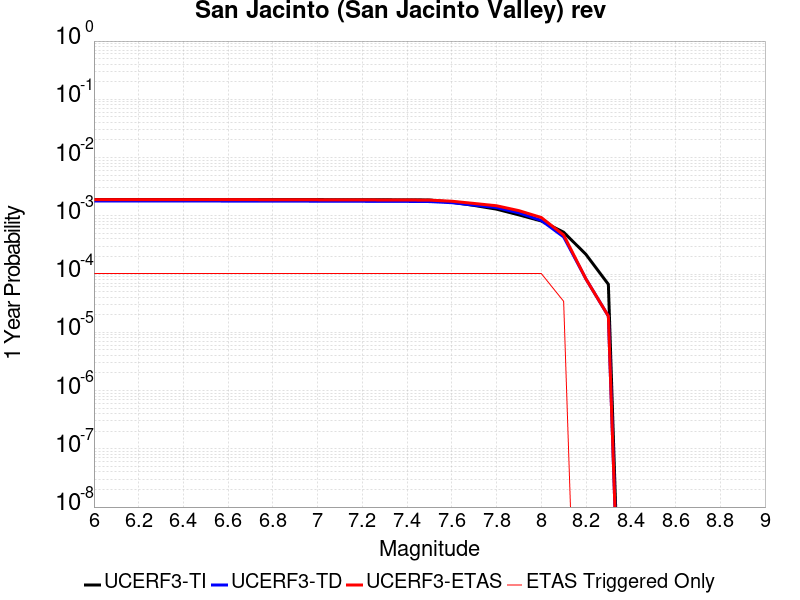 San Jacinto (San Jacinto Valley) rev
10^0
10^-1
10^-2
10^-3
10^-4
10^-5
10^-6
10^-7
10^-8
1 Year Probability
6 6.2 6.4 6.6 6.8 7 7.2 7.4 7.6 7.8 8 8.2 8.4 8.6 8.8 9
Magnitude
UCERF3-TI UCERF3-TD UCERF3-ETAS ETAS Triggered Only